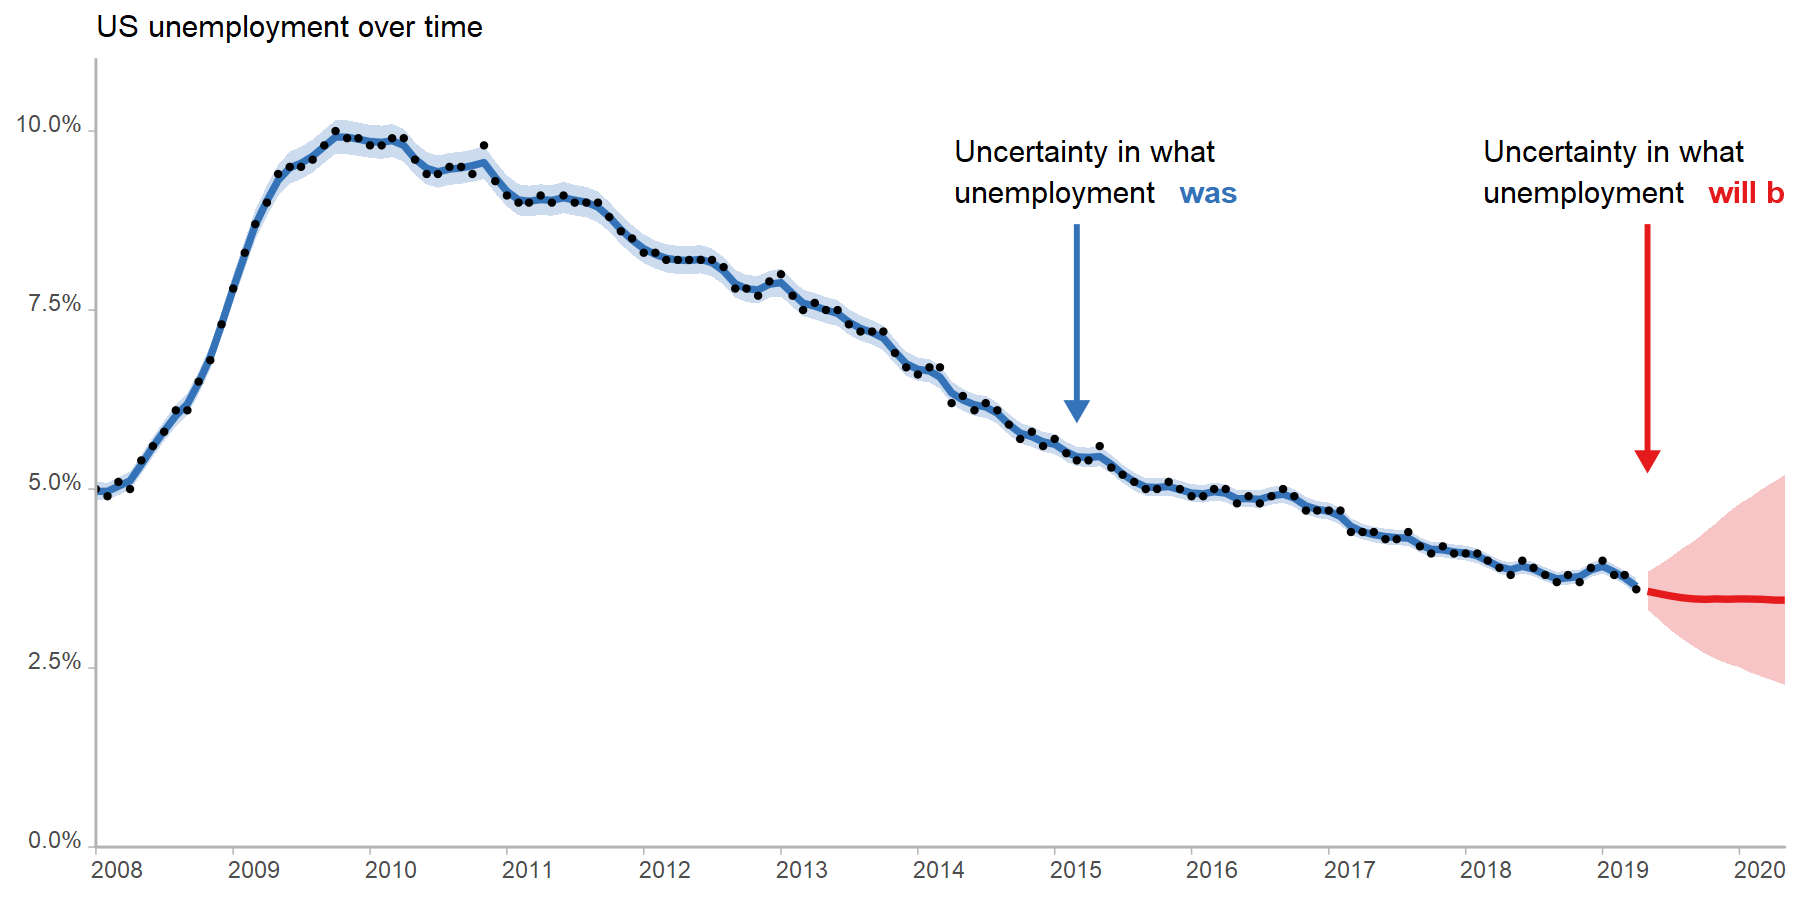 US unemployment over time
10.0%
7.5%
5.0%
2.5%
0.0%
Uncertainty in what
unemployment was
Uncertainty in what
unemployment will b
2008 2009 2010 2011 2012 2013 2014 2015 2016 2017 2018 2019 2020